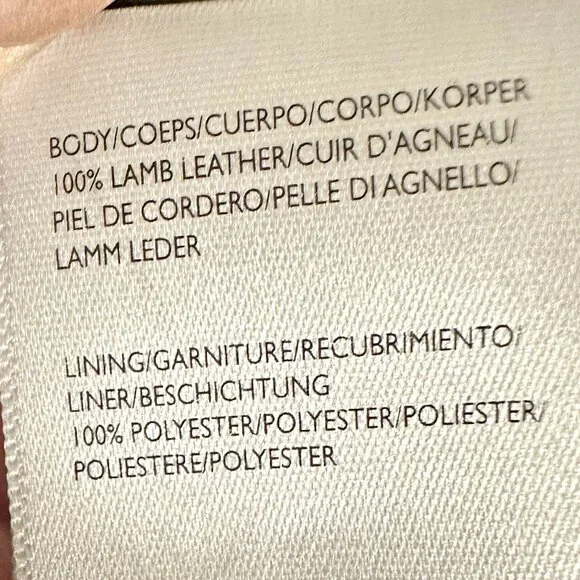 BODY/COEPS/CUERPO/CORPO/KORPER
100% LAMB LEATHER/CUIR D'AGNEAU/
PIEL DE CORDERO/PELLE DI AGNELLO/
LAMM LEDER
LINING/GARNITURE/RECUBRIMIENTO/
LINER/BESCHICHTUNG
100% POLYESTER/POLYESTER/POLIESTER/
POLIESTERE/POLYESTER